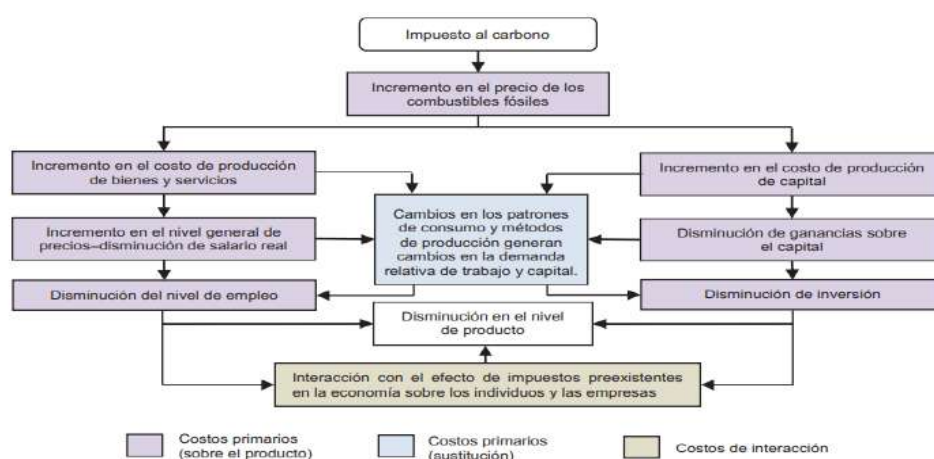 Impuesto al carbono
Incremento en el precio de los
combustibles fósiles
Incremento en el costo de producción
de bienes y servicios
Incremento en el costo de producción
de capital
Cambios en los patrones
de consumo y métodos
de producción generan
cambios en la demanda
relativa de trabajo y capital.
Incremento en el nivel general de
precios–disminución de salario real
Disminución de ganancias sobre
el capital
Disminución del nivel de empleo
Disminución de inversión
Disminución en el nivel
de producto
Interacción con el efecto de impuestos preexistentes
en la economía sobre los individuos y las empresas
Costos primarios
(sobre el producto)
Costos primarios
(sustitución)
Costos de interacción